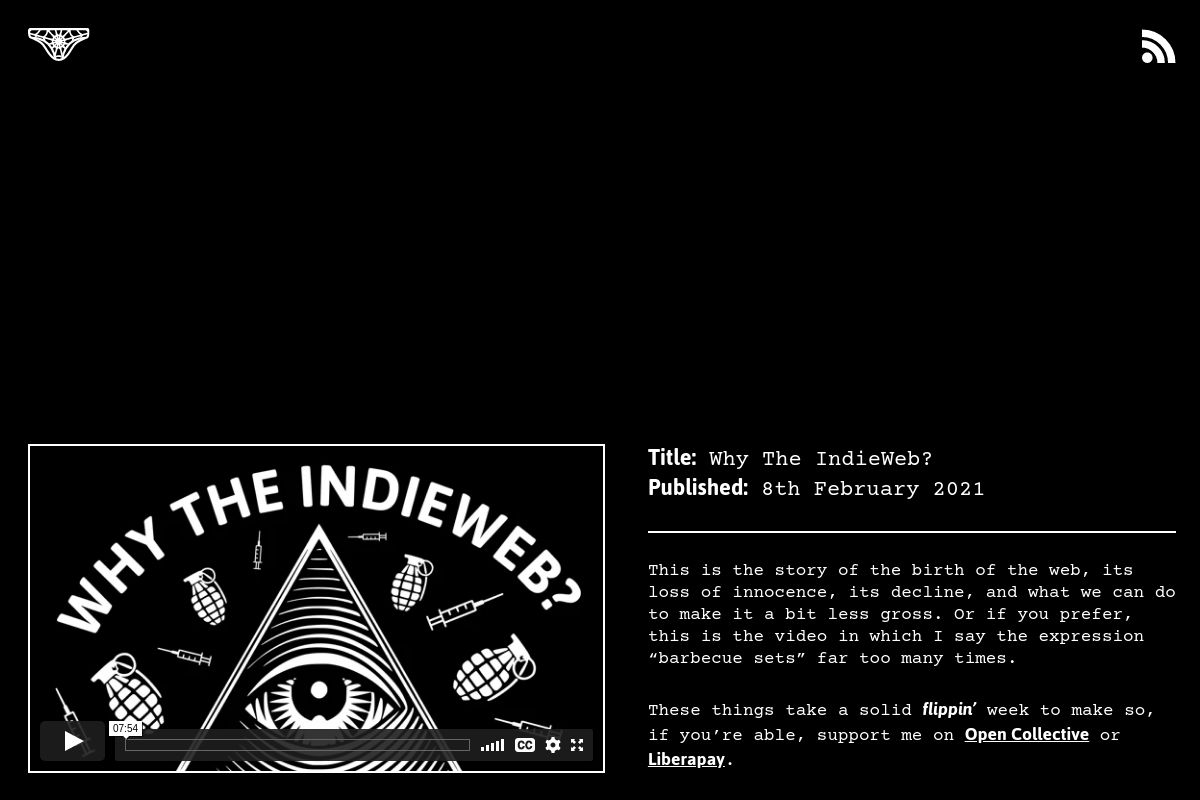 WHY THE INDIEWEB?
07:54
CC
Title: Why The IndieWeb?
Published: 8th February 2021
This is the story of the birth of the web, its
loss of innocence, its decline, and what we can do
to make it a bit less gross. Or if you prefer,
this is the video in which I say the expression
“barbecue sets” far too many times.
These things take a solid flippin’ week to make so,
if you’re able, support me on Open Collective or
Liberapay.